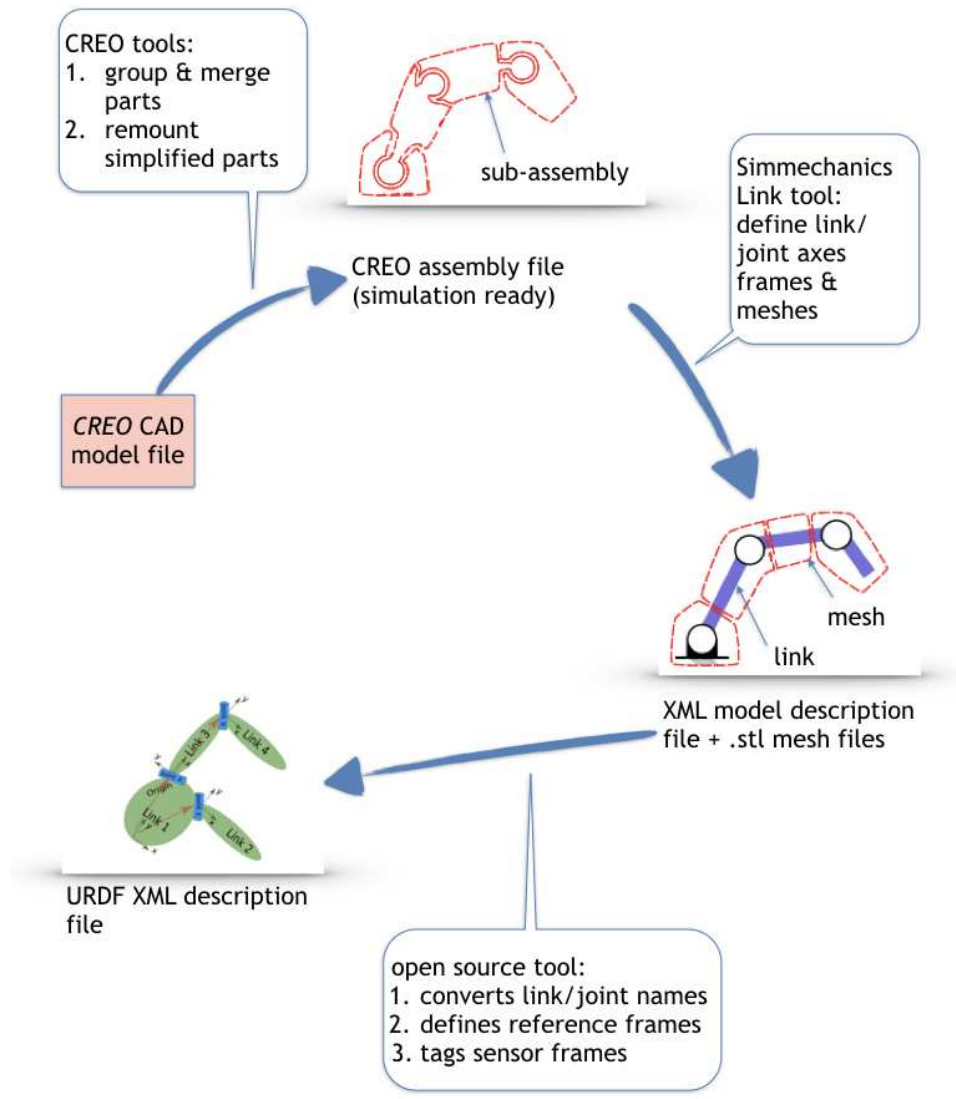 CREO tools:
1. group & merge
parts
2. remount
simplified parts
sub-assembly
Simmechanics
Link tool:
define link/
joint axes
frames &
meshes
CREO assembly file
(simulation ready)
CREO CAD
model file
mesh
link
XML model description
file + .stl mesh files
Link 3
Link 4
Origin
Link 1
Link 2
URDF XML description
file
open source tool:
1. converts link/joint names
2. defines reference frames
3. tags sensor frames